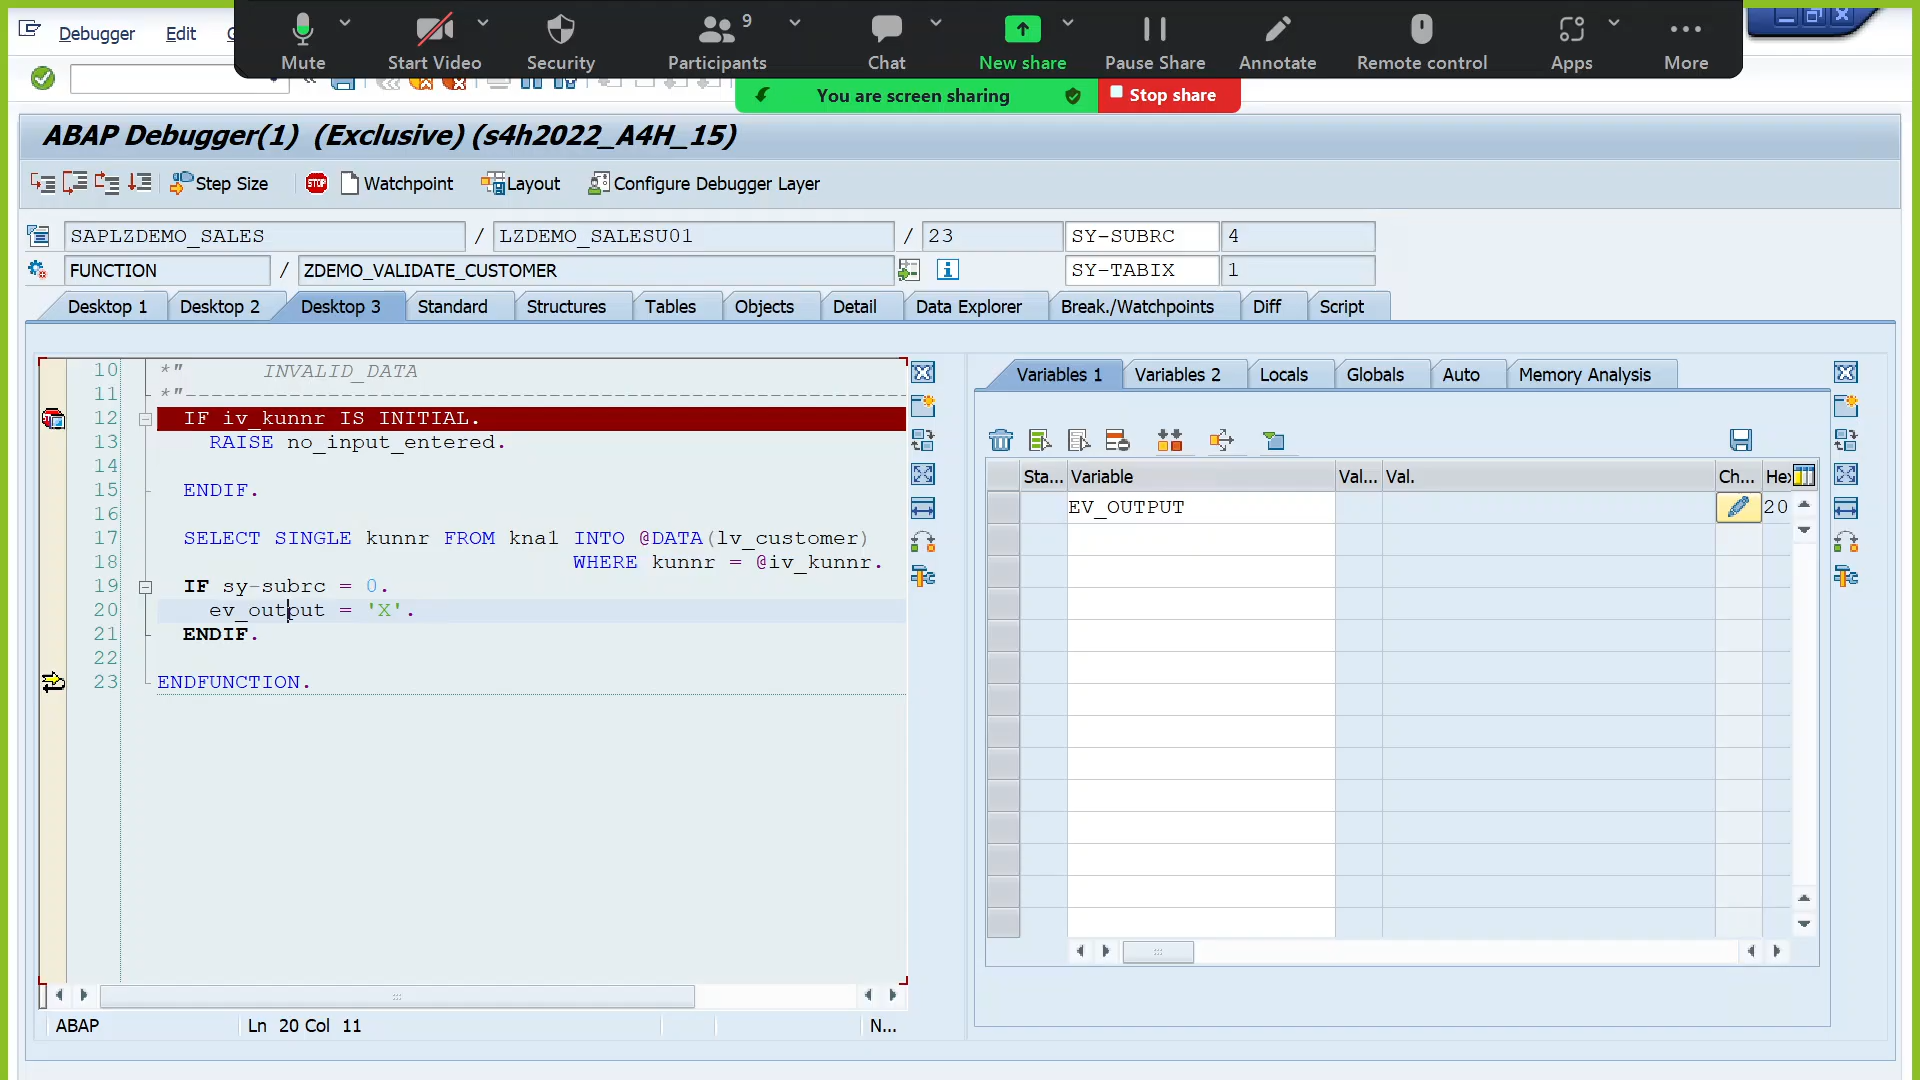 Debugger Edit G
Mute Start Video Security Participants 9 Chat New share Pause Share Annotate Remote control Apps More
You are screen sharing Stop share
ABAP Debugger(1) (Exclusive) (s4h2022_A4H_15)
Step Size STOP Watchpoint Layout Configure Debugger Layer
SAPLZDEMO_SALES / LZDEMO_SALESU01 / 23 SY-SUBRC 4
FUNCTION / ZDEMO_VALIDATE_CUSTOMER SY-TABIX 1
Desktop 1 Desktop 2 Desktop 3 Standard Structures Tables Objects Detail Data Explorer Break./Watchpoints Diff Script
10 *" INVALID_DATA
11 *"--------------------------------------------------------
12 IF iv_kunnr IS INITIAL.
13 RAISE no_input_entered.
14
15 ENDIF.
16
17 SELECT SINGLE kunnr FROM kna1 INTO @DATA(lv_customer)
18 WHERE kunnr = @iv_kunnr.
19 IF sy-subrc = 0.
20 ev_output = 'X'.
21 ENDIF.
22
23 ENDFUNCTION.
ABAP Ln 20 Col 11 N...
Variables 1 Variables 2 Locals Globals Auto Memory Analysis
Sta... Variable Val... Val. Ch... Hex
EV_OUTPUT 20